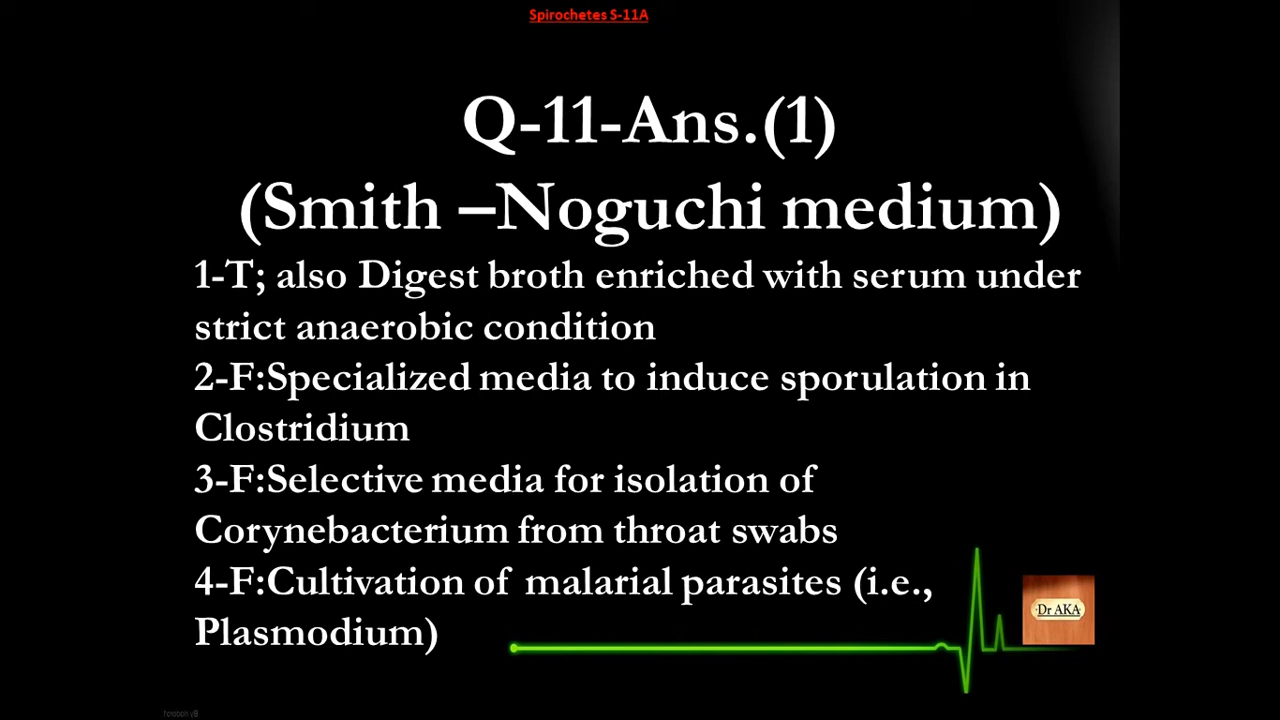 Spirochetes S-11A
Q-11-Ans.(1)
(Smith –Noguchi medium)
1-T; also Digest broth enriched with serum under
strict anaerobic condition
2-F:Specialized media to induce sporulation in
Clostridium
3-F:Selective media for isolation of
Corynebacterium from throat swabs
4-F:Cultivation of malarial parasites (i.e.,
Plasmodium)
Dr AKA